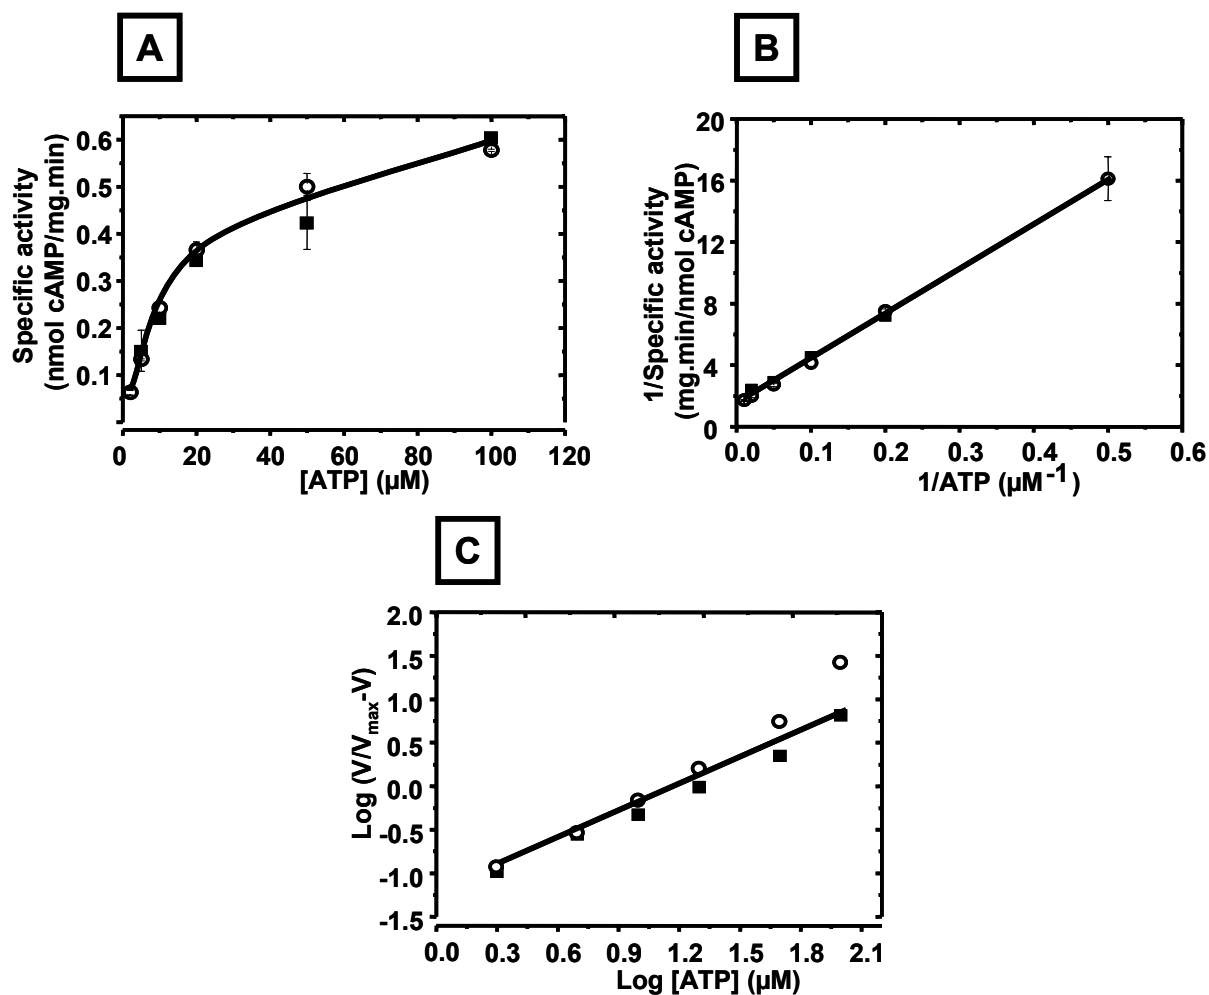 A
Specific activity
(nmol cAMP/mg.min)
0.6
0.5
0.4
0.3
0.2
0.1
0 20 40 60 80 100 120
[ATP] (µM)
B
1/Specific activity
(mg.min/nmol cAMP)
20
16
12
8
4
0
0.0 0.1 0.2 0.3 0.4 0.5 0.6
1/ATP (µM-1)
C
Log (V/Vmax-V)
2.0
1.5
1.0
0.5
0.0
-0.5
-1.0
-1.5
0.0 0.3 0.6 0.9 1.2 1.5 1.8 2.1
Log [ATP] (µM)